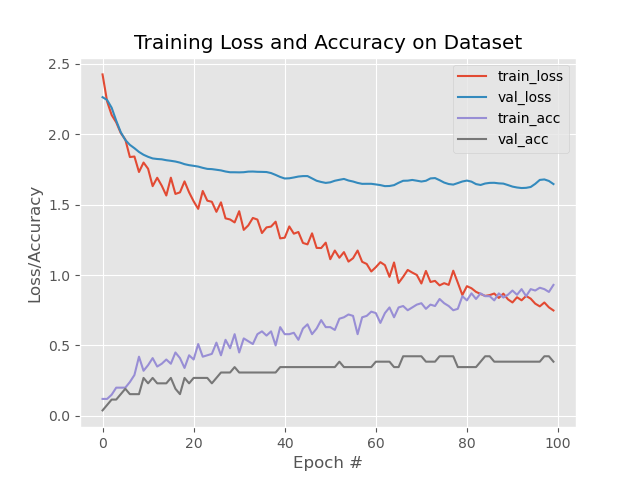 Training Loss and Accuracy on Dataset
2.5
2.0
1.5
1.0
0.5
0.0
Loss/Accuracy
train_loss
val_loss
train_acc
val_acc
0
20
40
60
80
100
Epoch #